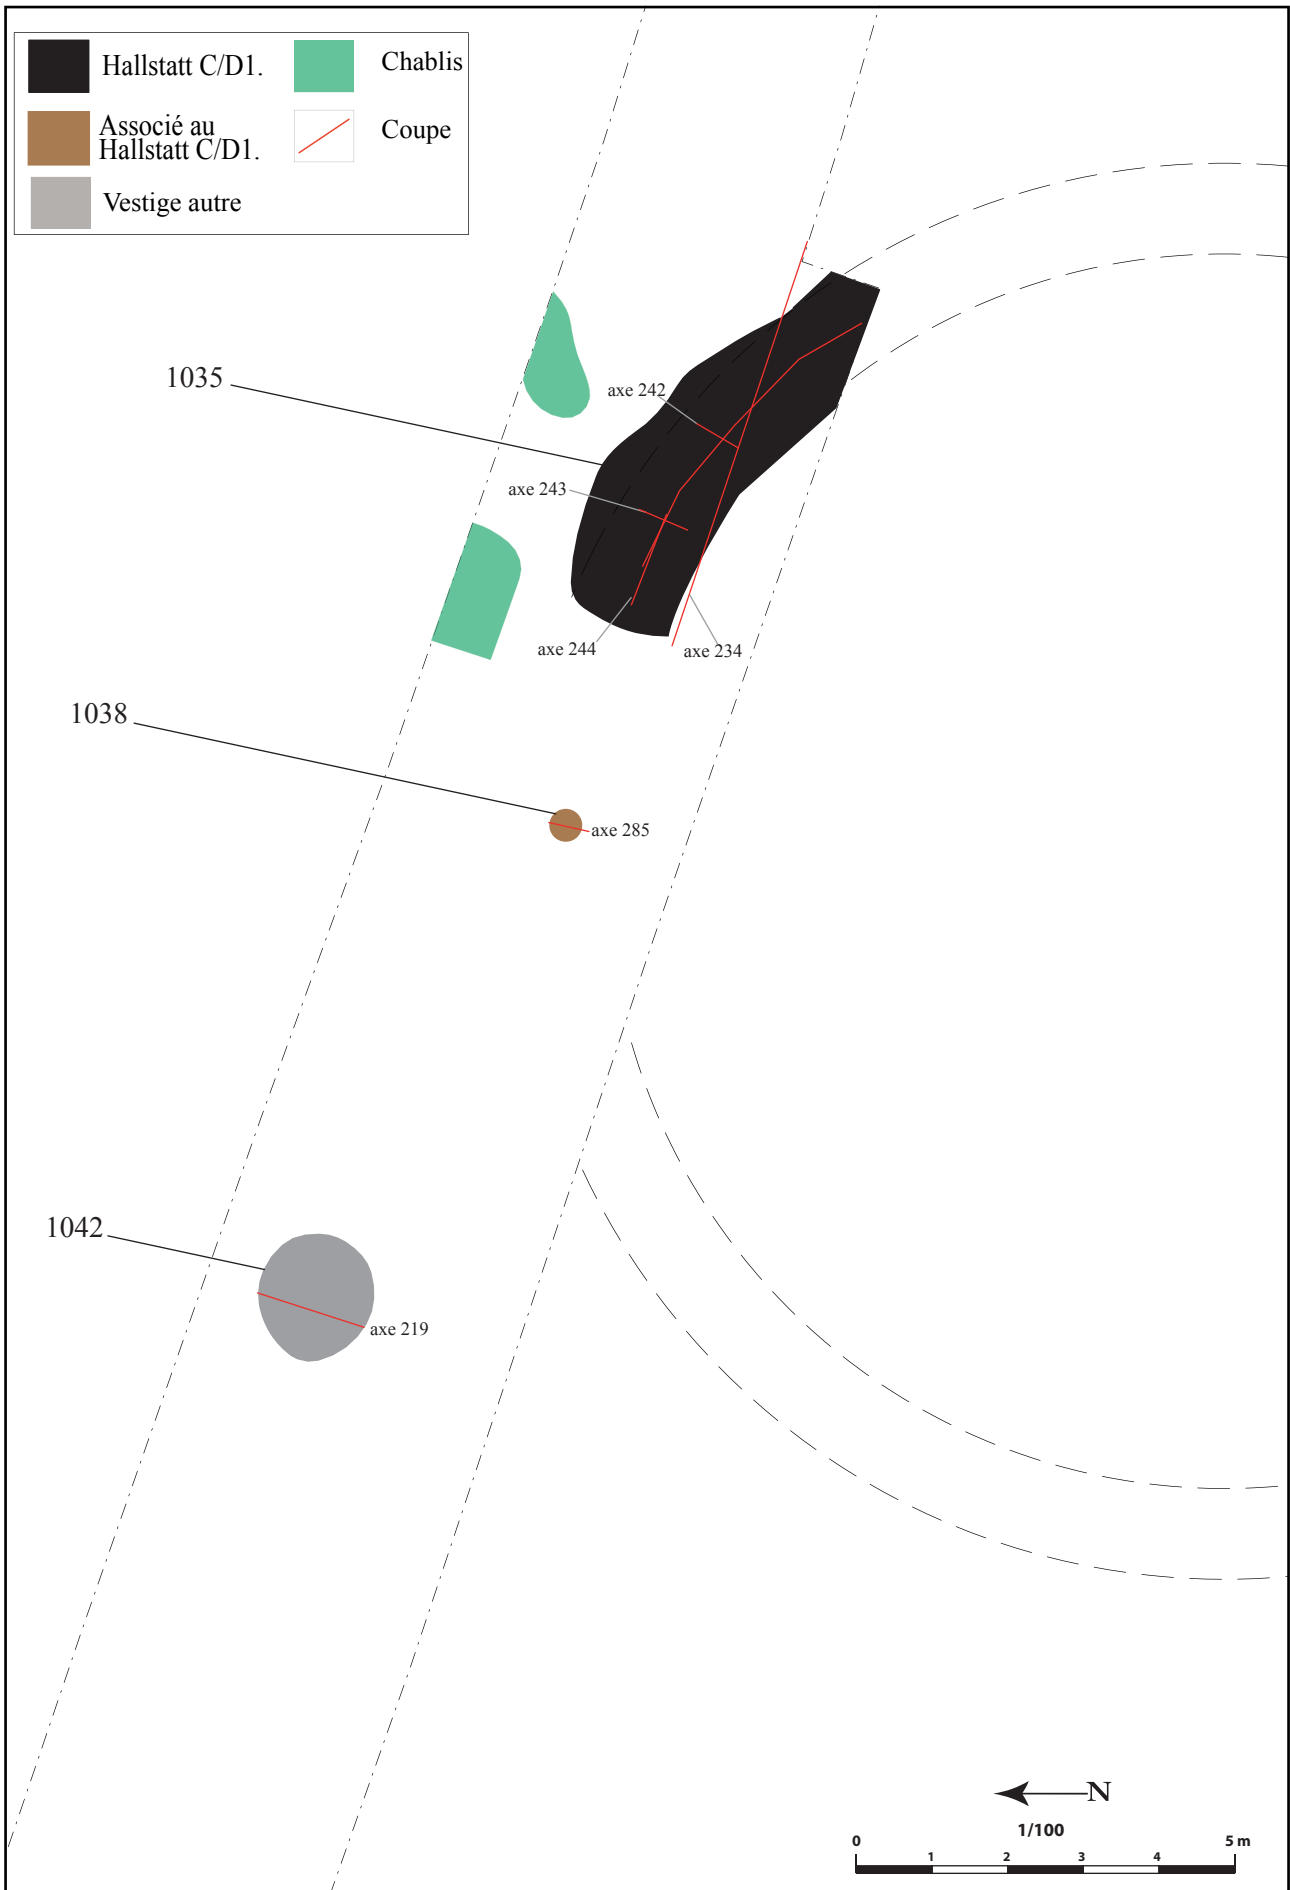 Hallstatt C/D1.
Chablis
Associé au
Hallstatt C/D1.
Coupe
Vestige autre
1035
axe 242
axe 243
axe 244
axe 234
1038
axe 285
1042
axe 219
N
1/100
0 1 2 3 4 5 m